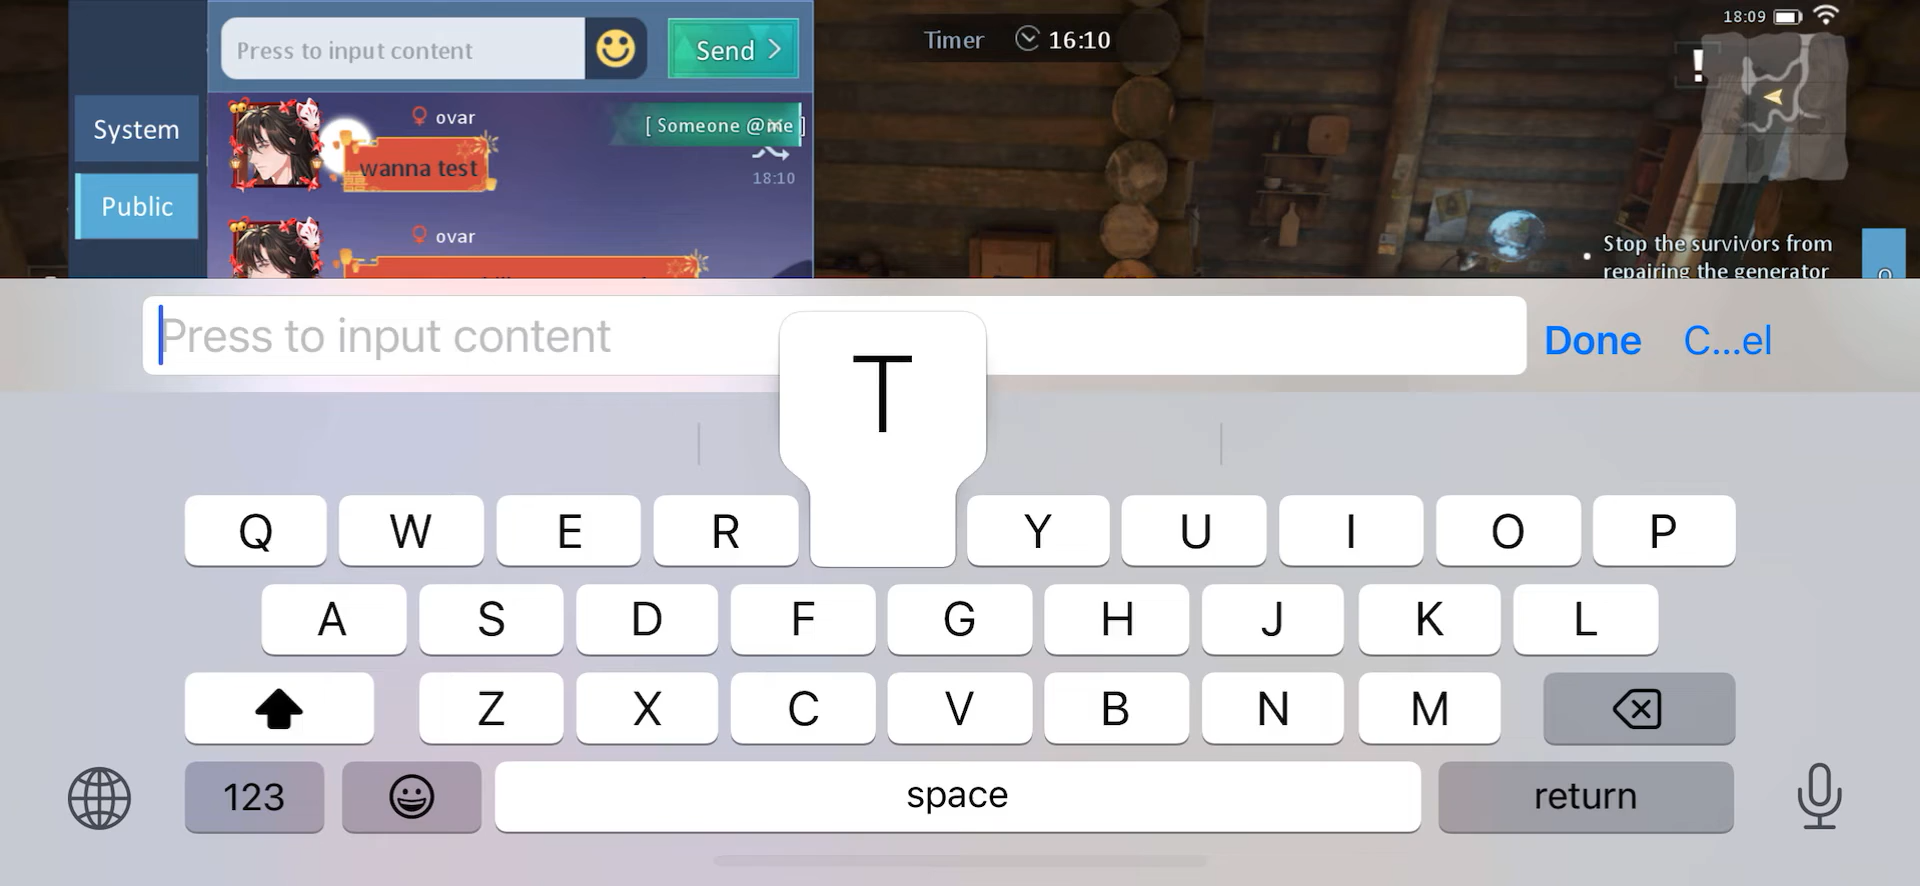 18:09
Press to input content
Send
Timer 16:10
!
System
ovar
[ Someone @me ]
wanna test
18:10
Public
ovar
Stop the survivors from
repairing the generator
Press to input content
Done C...el
T
Q W E R Y U I O P
A S D F G H J K L
Z X C V B N M
123 space return